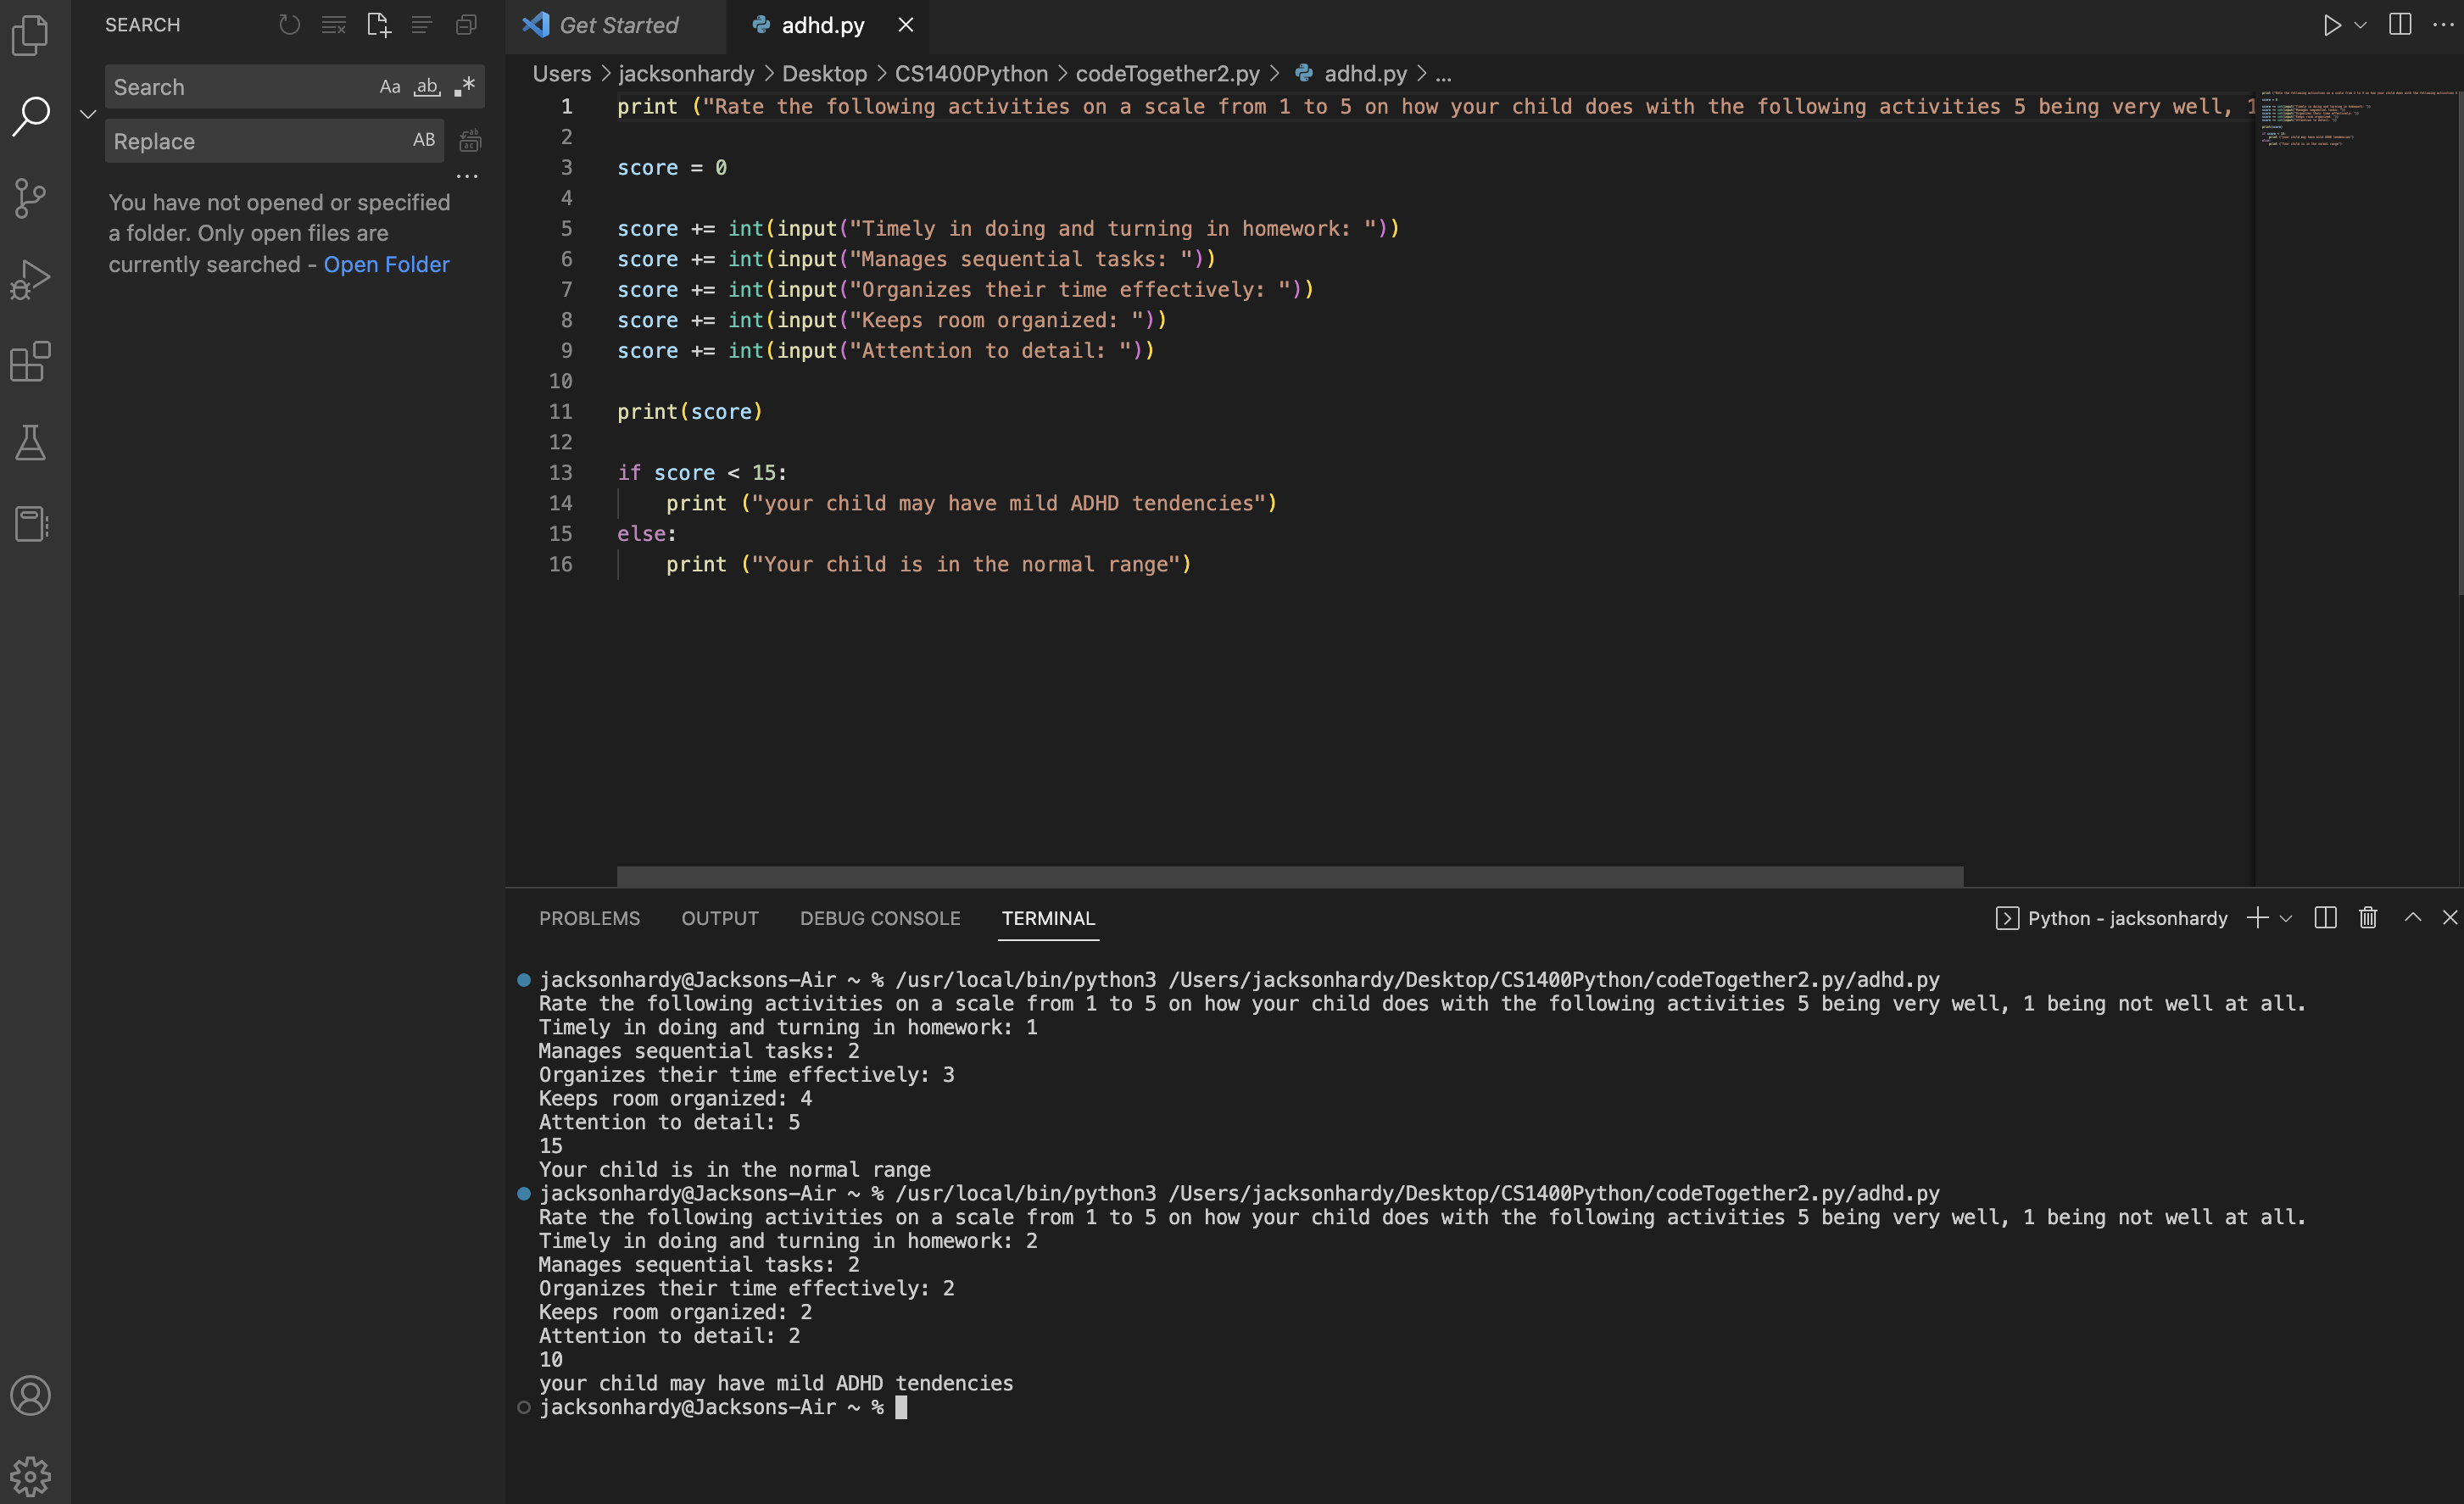 SEARCH
Search
Aa ab .*
Replace
AB
...
You have not opened or specified
a folder. Only open files are
currently searched - Open Folder
Get Started
adhd.py
Users > jacksonhardy > Desktop > CS1400Python > codeTogether2.py > adhd.py > ...
1 print ("Rate the following activities on a scale from 1 to 5 on how your child does with the following activities 5 being very well, 1
2
3 score = 0
4
5 score += int(input("Timely in doing and turning in homework: "))
6 score += int(input("Manages sequential tasks: "))
7 score += int(input("Organizes their time effectively: "))
8 score += int(input("Keeps room organized: "))
9 score += int(input("Attention to detail: "))
10
11 print(score)
12
13 if score < 15:
14 print ("your child may have mild ADHD tendencies")
15 else:
16 print ("Your child is in the normal range")
PROBLEMS OUTPUT DEBUG CONSOLE TERMINAL
Python - jacksonhardy
jacksonhardy@Jacksons-Air ~ % /usr/local/bin/python3 /Users/jacksonhardy/Desktop/CS1400Python/codeTogether2.py/adhd.py
Rate the following activities on a scale from 1 to 5 on how your child does with the following activities 5 being very well, 1 being not well at all.
Timely in doing and turning in homework: 1
Manages sequential tasks: 2
Organizes their time effectively: 3
Keeps room organized: 4
Attention to detail: 5
15
Your child is in the normal range
jacksonhardy@Jacksons-Air ~ % /usr/local/bin/python3 /Users/jacksonhardy/Desktop/CS1400Python/codeTogether2.py/adhd.py
Rate the following activities on a scale from 1 to 5 on how your child does with the following activities 5 being very well, 1 being not well at all.
Timely in doing and turning in homework: 2
Manages sequential tasks: 2
Organizes their time effectively: 2
Keeps room organized: 2
Attention to detail: 2
10
your child may have mild ADHD tendencies
jacksonhardy@Jacksons-Air ~ %